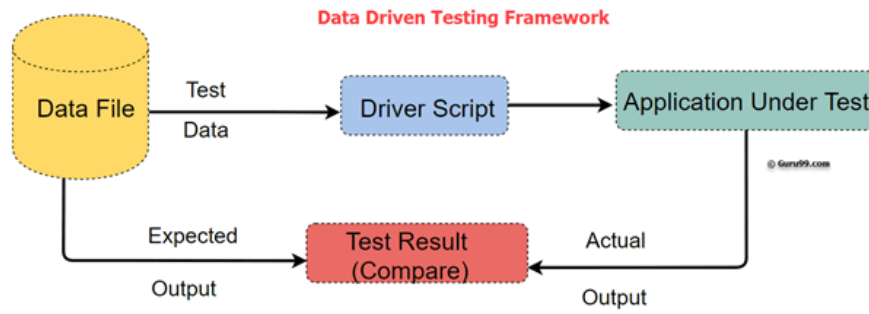 Data Driven Testing Framework
Data File
Test
Data
Driver Script
Application Under Test
© Guru99.com
Expected
Output
Test Result
(Compare)
Actual
Output